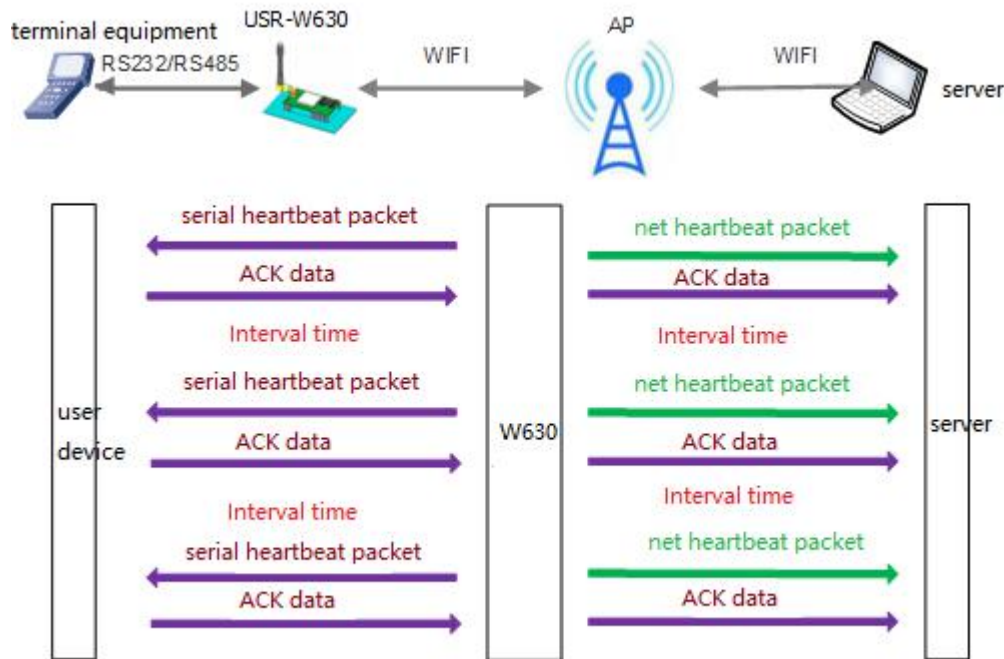 USR-W630
terminal equipment
AP
RS232/RS485
WIFI
WIFI
server
serial heartbeat packet
net heartbeat packet
ACK data
ACK data
Interval time
Interval time
serial heartbeat packet
net heartbeat packet
user
device
W630
server
ACK data
ACK data
Interval time
Interval time
serial heartbeat packet
net heartbeat packet
ACK data
ACK data